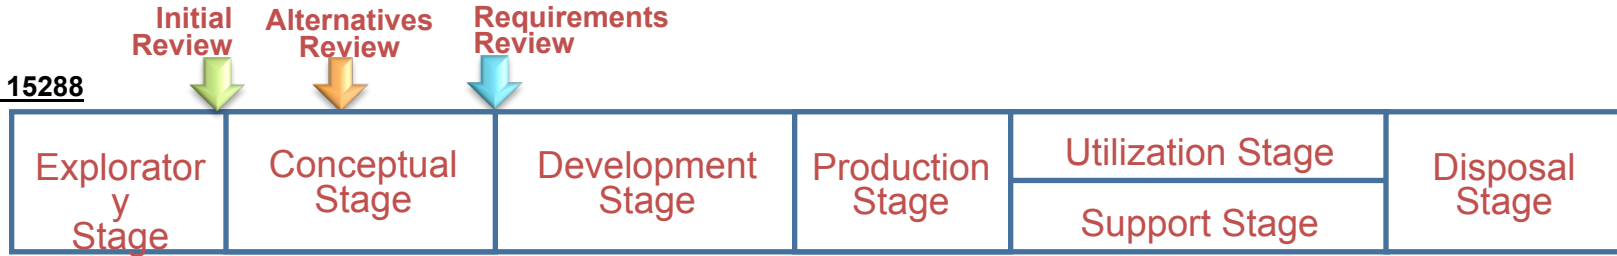 Initial
Review
Alternatives
Review
Requirements
Review
15288
Explorator
y
Stage
Conceptual
Stage
Development
Stage
Production
Stage
Utilization Stage
Support Stage
Disposal
Stage